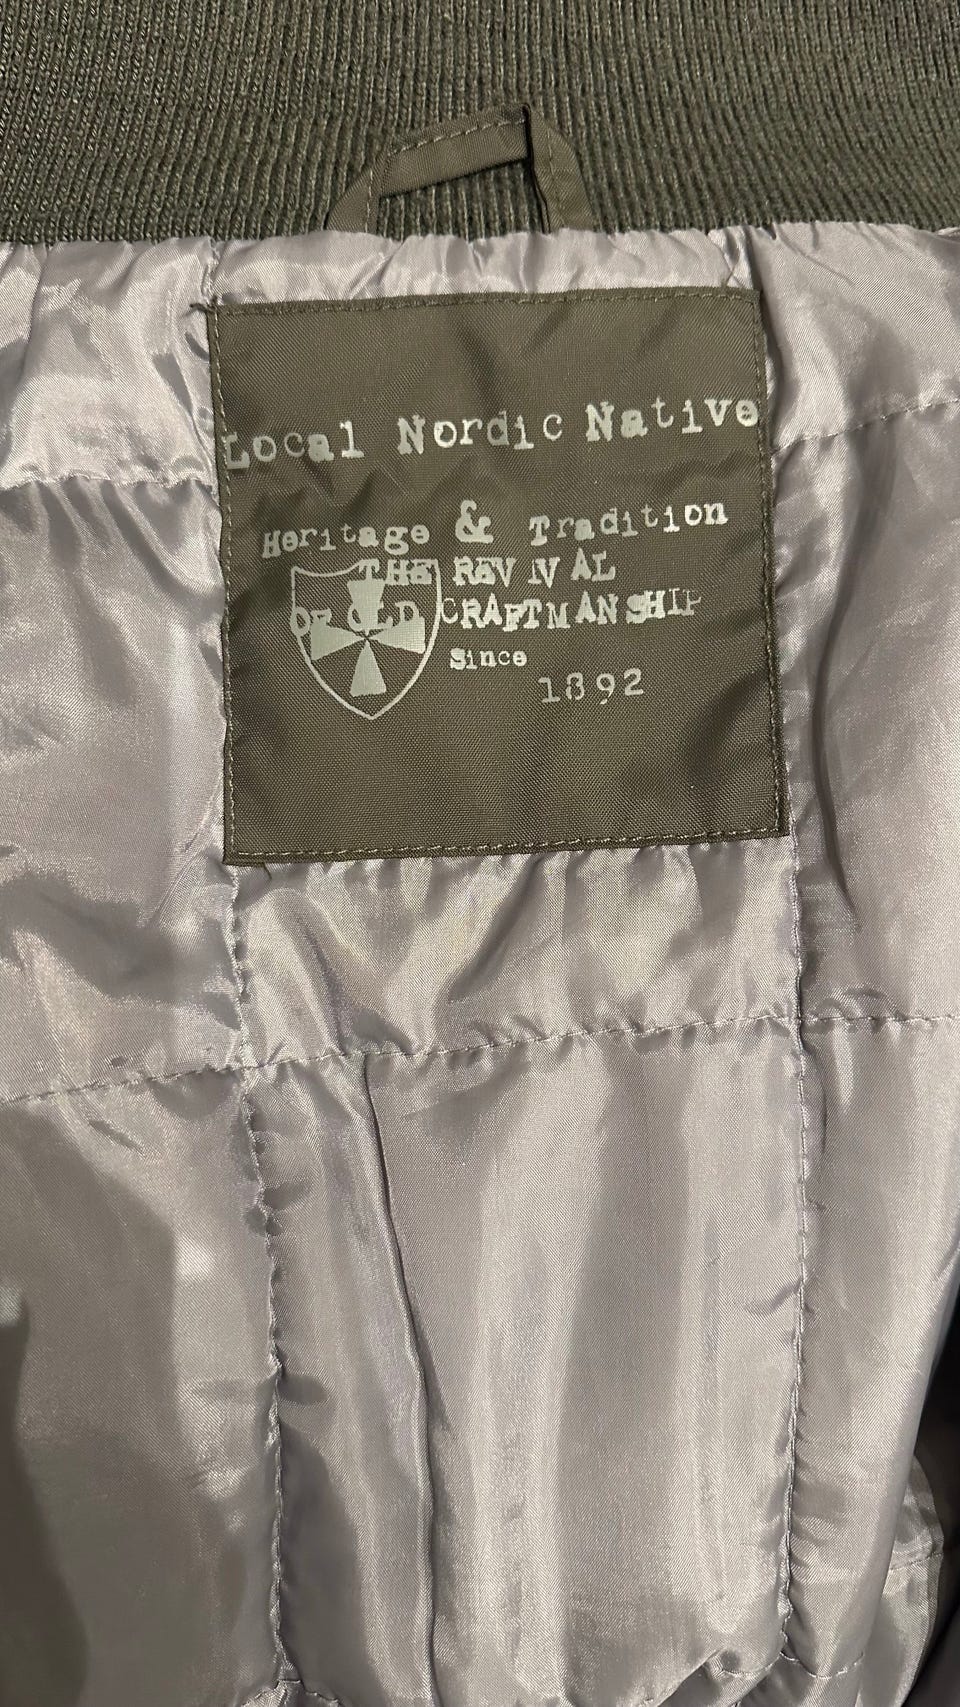 Local Nordic Native
Heritage & Tradition
THE REVIVAL
OF OLD CRAFTMANSHIP
Since
1892